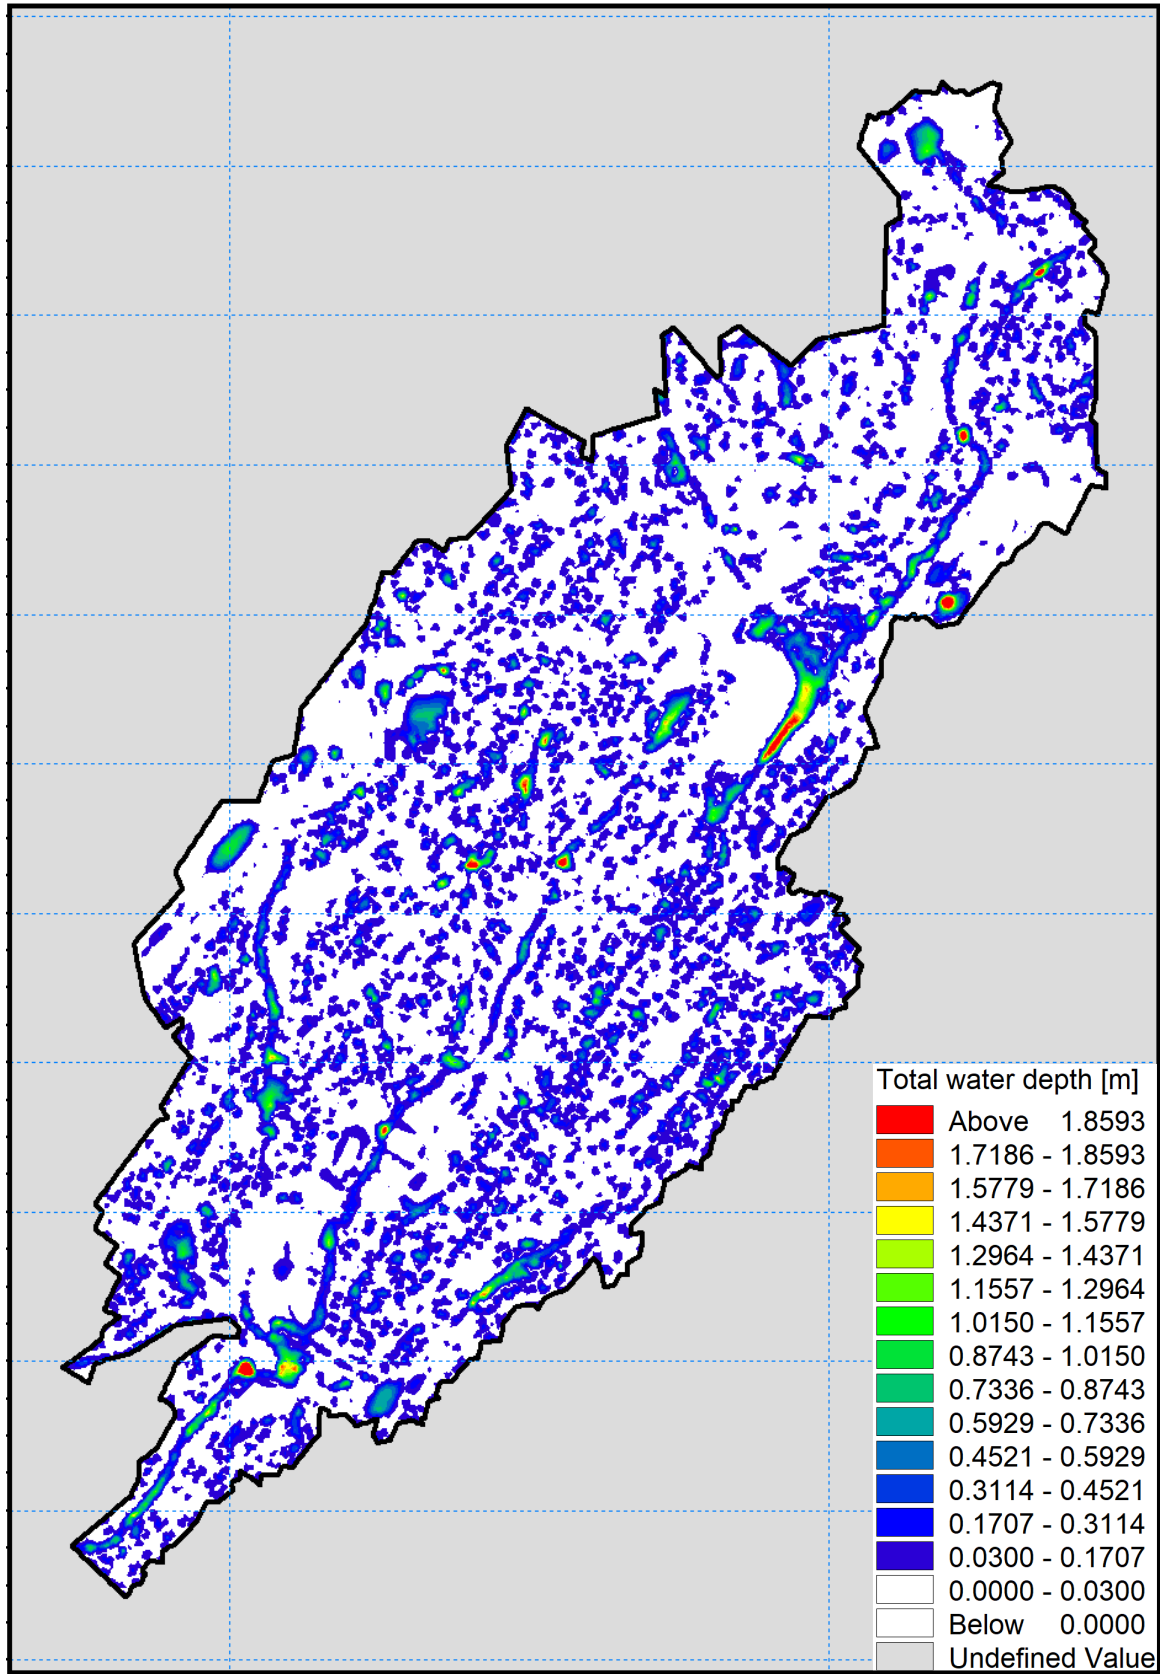 Total water depth [m]
Above 1.8593
1.7186 - 1.8593
1.5779 - 1.7186
1.4371 - 1.5779
1.2964 - 1.4371
1.1557 - 1.2964
1.0150 - 1.1557
0.8743 - 1.0150
0.7336 - 0.8743
0.5929 - 0.7336
0.4521 - 0.5929
0.3114 - 0.4521
0.1707 - 0.3114
0.0300 - 0.1707
0.0000 - 0.0300
Below 0.0000
Undefined Value